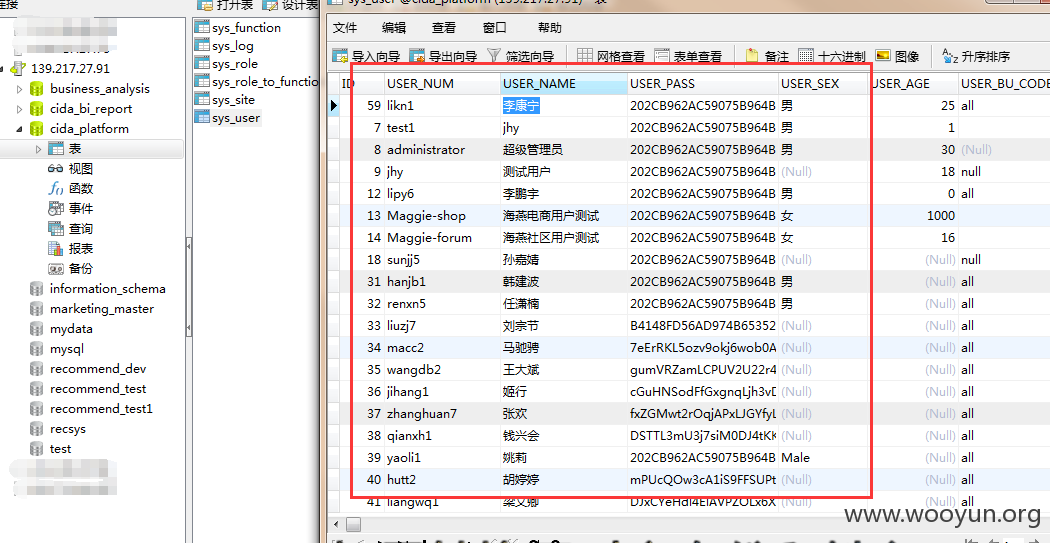 连接
打开表 设计表
sys_user @cida_platform (139.217.27.91) - 表
文件 编辑 查看 窗口 帮助
导入向导 导出向导 筛选向导 网格查看 表单查看 备注 十六进制 图像 升序排序
139.217.27.91
business_analysis
cida_bi_report
cida_platform
表
视图
函数
事件
查询
报表
备份
information_schema
marketing_master
mydata
mysql
recommend_dev
recommend_test
recommend_test1
recsys
test
sys_function
sys_log
sys_role
sys_role_to_functio
sys_site
sys_user
ID USER_NUM USER_NAME USER_PASS USER_SEX USER_AGE USER_BU_CODE
59 likn1 李康宁 202CB962AC59075B964B 男 25 all
7 test1 jhy 202CB962AC59075B964B 男 1
8 administrator 超级管理员 202CB962AC59075B964B 男 30 (Null)
9 jhy 测试用户 202CB962AC59075B964B (Null) 18 null
12 lipy6 李鹏宇 202CB962AC59075B964B 男 0 all
13 Maggie-shop 海燕电商用户测试 202CB962AC59075B964B 女 1000
14 Maggie-forum 海燕社区用户测试 202CB962AC59075B964B 女 16
18 sunjj5 孙嘉婧 202CB962AC59075B964B (Null) (Null) null
31 hanjb1 韩建波 202CB962AC59075B964B 男 (Null) all
32 renxn5 任潇楠 202CB962AC59075B964B 男 (Null) all
33 liuzj7 刘宗节 B4148FD56AD974B65352 (Null) (Null) all
34 macc2 马驰骋 7eErRKL5ozv9okj6wob0A (Null) (Null) all
35 wangdb2 王大斌 gumVRZamLCPUV2U22r4 (Null) (Null) all
36 jihang1 姬行 cGuHNSodFfGxgnqLjh3vD (Null) (Null) all
37 zhanghuan7 张欢 fxZGMwt2rOqjAPxLJGYfyL (Null) (Null) all
38 qianxh1 钱兴会 DSTTL3mU3j7siM0DJ4tKK (Null) (Null) all
39 yaoli1 姚莉 202CB962AC59075B964B Male (Null) all
40 hutt2 胡婷婷 mPUcQOw3cA1iS9FFSUPt (Null) (Null) all
41 liangwq1 梁文卿 (Null) (Null) all
www.wooyun.org